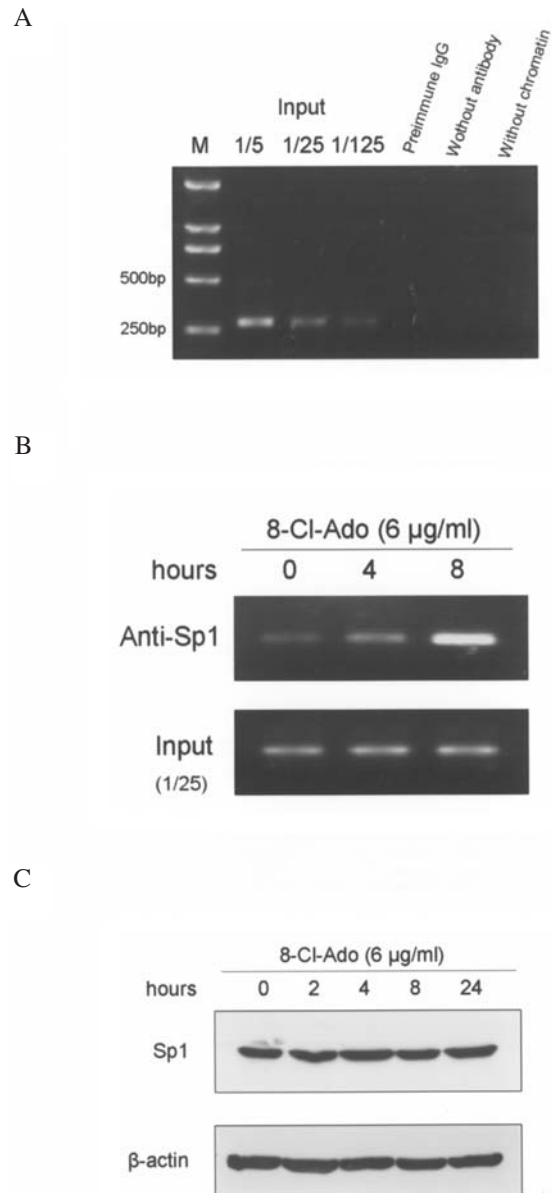 A
Input
M 1/5 1/25 1/125 Preimmune IgG Wothout antibody Without chromatin
500bp
250bp
B
8-Cl-Ado (6 µg/ml)
hours 0 4 8
Anti-Sp1
Input
(1/25)
C
8-Cl-Ado (6 µg/ml)
hours 0 2 4 8 24
Sp1
β-actin